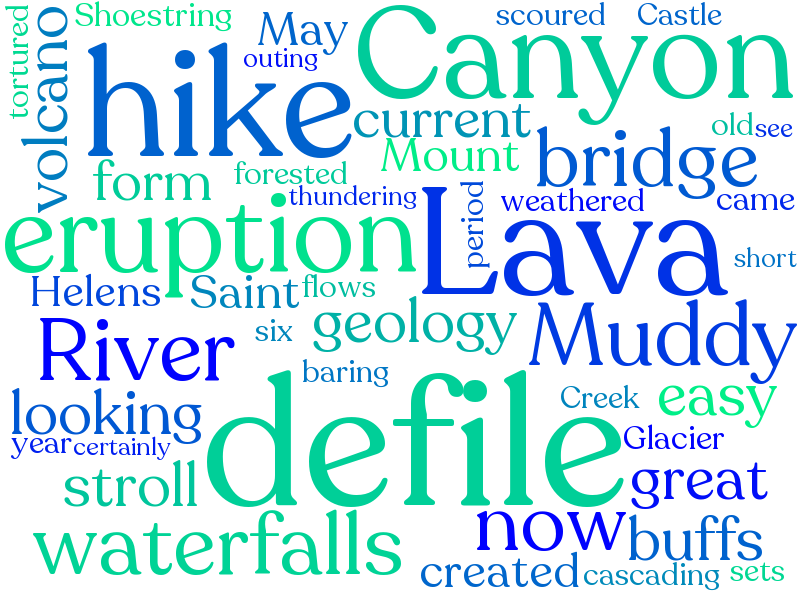 tortured
Shoestring
May
outing
Canyon
scoured
Castle
volcano
hike
current
old
see
Mount
bridge
form
forested
thundering
period
weathered
came
eruption
Lava
short
Helens
Saint
flows
six
geology
Muddy
River
baring
looking
defile
Creek
easy
year
certainly
Glacier
stroll
great
waterfalls
now
buffs
created
cascading
sets